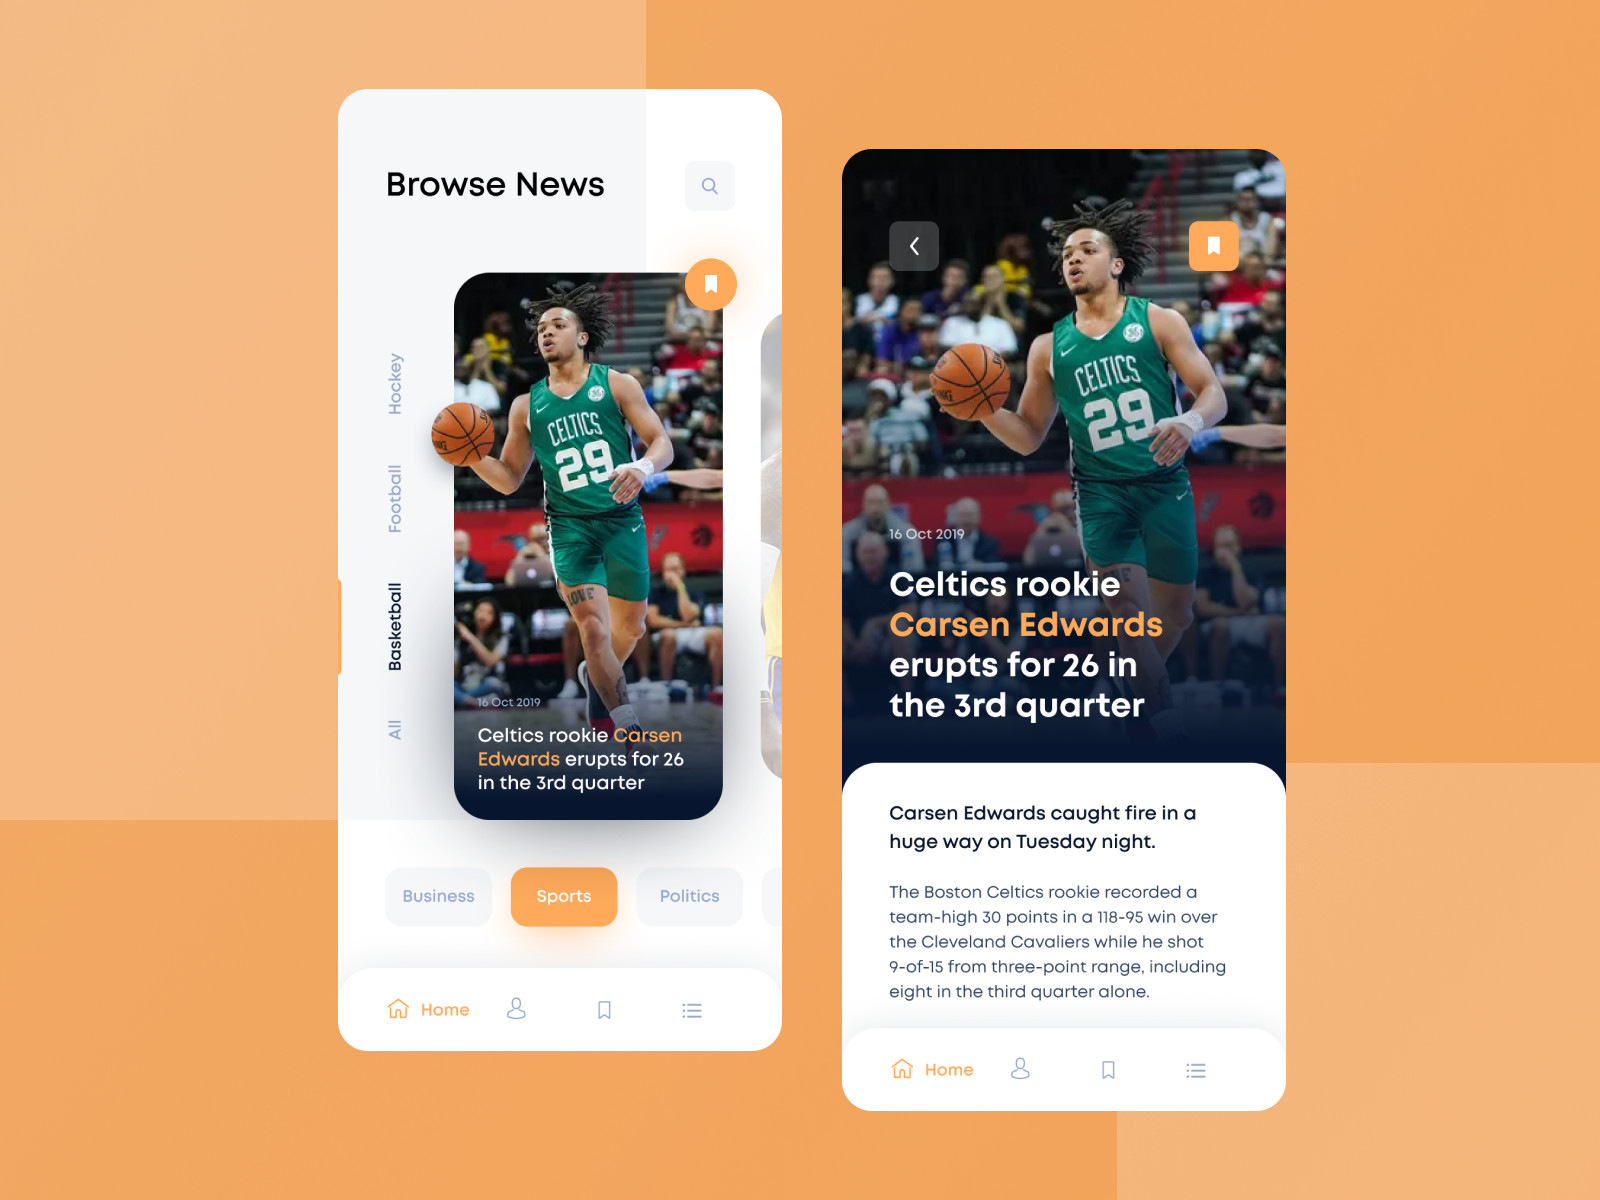 Browse News
Hockey
Football
Basketball
All
CELTICS
29
16 Oct 2019
Celtics rookie Carsen
Edwards erupts for 26
in the 3rd quarter
Business
Sports
Politics
Home
CELTICS
29
16 Oct 2019
Celtics rookie
Carsen Edwards
erupts for 26 in
the 3rd quarter
Carsen Edwards caught fire in a
huge way on Tuesday night.
The Boston Celtics rookie recorded a
team-high 30 points in a 118-95 win over
the Cleveland Cavaliers while he shot
9-of-15 from three-point range, including
eight in the third quarter alone.
Home